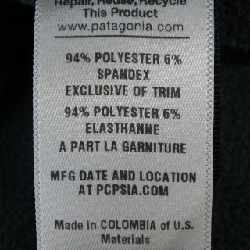 Repair, Reuse, Recycle
This Product
www.patagonia.com
94% POLYESTER 6%
SPANDEX
EXCLUSIVE OF TRIM
94% POLYESTER 6%
ELASTHANNE
A PART LA GARNITURE
MFG DATE AND LOCATION
AT PCPSIA.COM
Made in COLOMBIA of U.S.
Materials